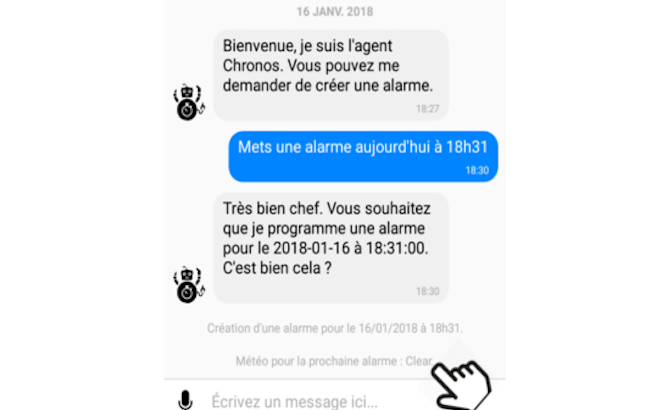 16 JANV. 2018
Bienvenue, je suis l'agent
Chronos. Vous pouvez me
demander de créer une alarme.
18:27
Mets une alarme aujourd'hui à 18h31
18:30
Très bien chef. Vous souhaitez
que je programme une alarme
pour le 2018-01-16 à 18:31:00.
C'est bien cela ?
18:30
Création d'une alarme pour le 16/01/2018 à 18h31.
Météo pour la prochaine alarme : Clear
Écrivez un message ici...